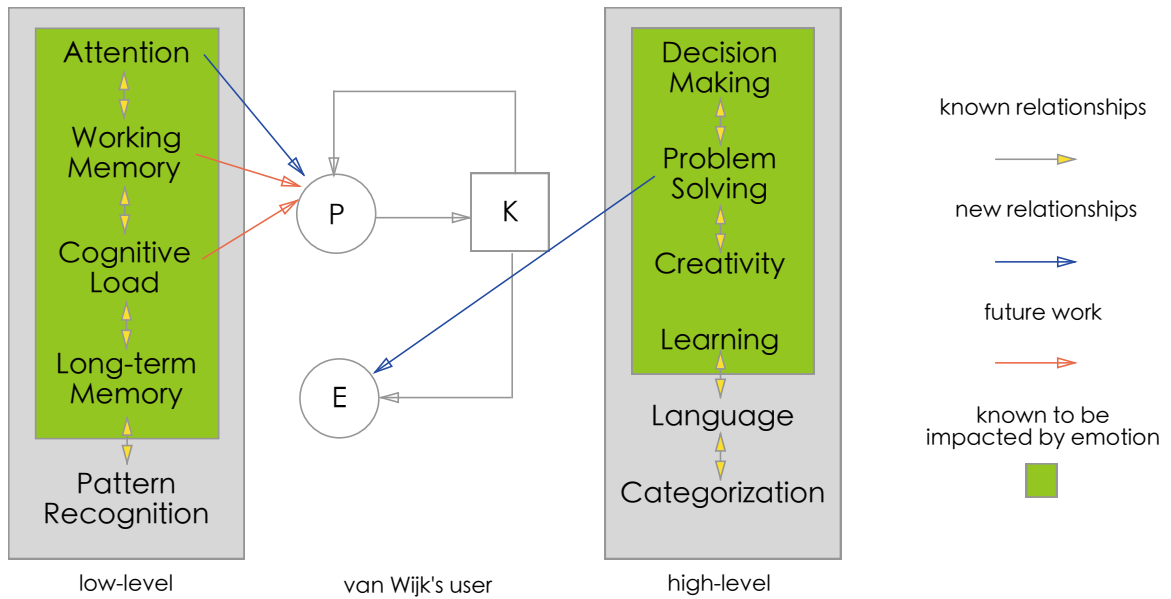 Attention
Working
Memory
Cognitive
Load
Long-term
Memory
Pattern
Recognition
low-level
P
K
E
van Wijk's user
Decision
Making
Problem
Solving
Creativity
Learning
Language
Categorization
high-level
known relationships
new relationships
future work
known to be
impacted by emotion